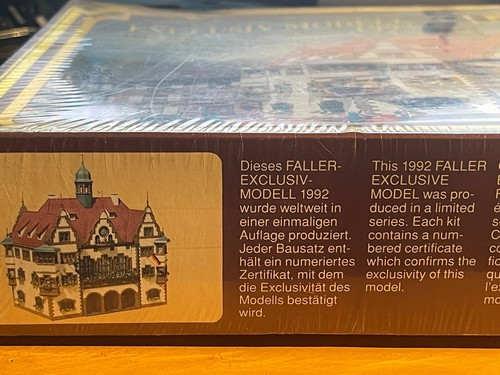 Dieses FALLER-
EXCLUSIV-
MODELL 1992
wurde weltweit in
einer einmaligen
Auflage produziert.
Jeder Bausatz ent-
hält ein numeriertes
Zertifikat, mit dem
die Exclusivität des
Modells bestätigt
wird.
This 1992 FALLER
EXCLUSIVE
MODEL was pro-
duced in a limited
series. Each kit
contains a num-
bered certificate
which confirms the
exclusivity of this
model.